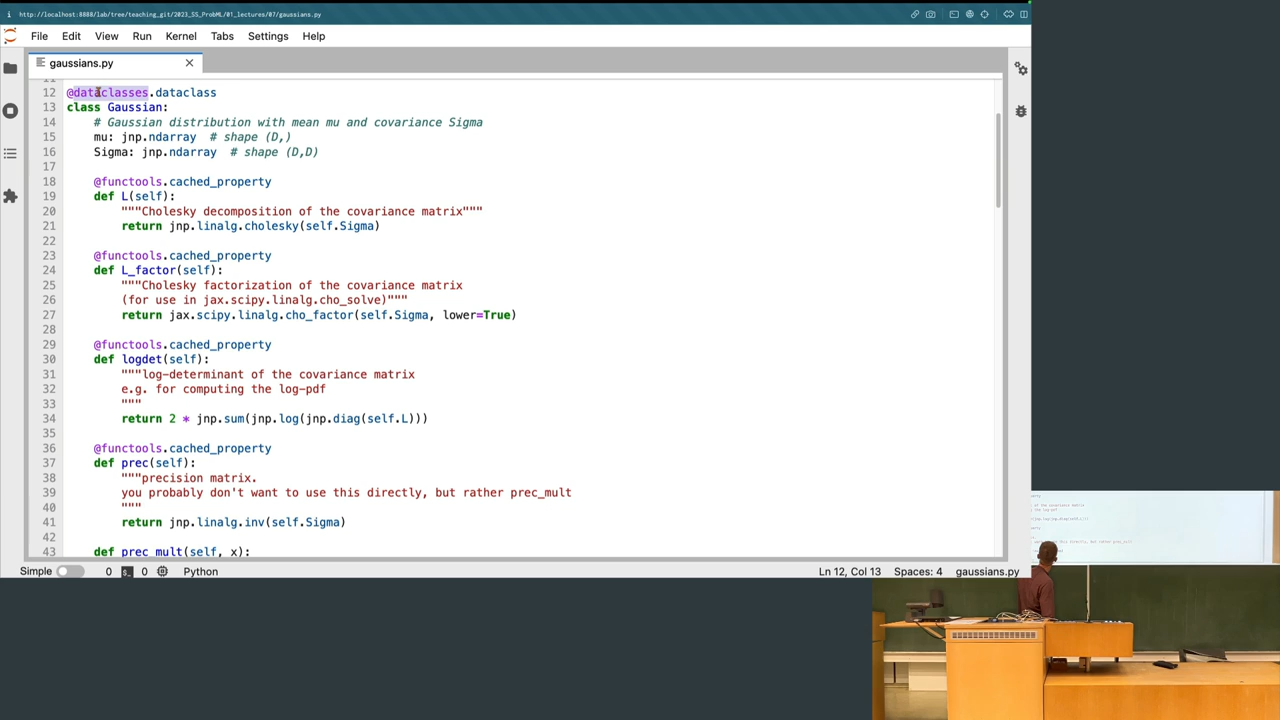 http://localhost:8888/lab/tree/teaching_git/2023_SS_ProbML/01_lectures/07/gaussians.py
File Edit View Run Kernel Tabs Settings Help
gaussians.py
11
12 @dataclasses.dataclass
13 class Gaussian:
14 # Gaussian distribution with mean mu and covariance Sigma
15 mu: jnp.ndarray # shape (D,)
16 Sigma: jnp.ndarray # shape (D,D)
17
18 @functools.cached_property
19 def L(self):
20 """Cholesky decomposition of the covariance matrix"""
21 return jnp.linalg.cholesky(self.Sigma)
22
23 @functools.cached_property
24 def L_factor(self):
25 """Cholesky factorization of the covariance matrix
26 (for use in jax.scipy.linalg.cho_solve)"""
27 return jax.scipy.linalg.cho_factor(self.Sigma, lower=True)
28
29 @functools.cached_property
30 def logdet(self):
31 """log-determinant of the covariance matrix
32 e.g. for computing the log-pdf
33 """
34 return 2 * jnp.sum(jnp.log(jnp.diag(self.L)))
35
36 @functools.cached_property
37 def prec(self):
38 """precision matrix.
39 you probably don't want to use this directly, but rather prec_mult
40 """
41 return jnp.linalg.inv(self.Sigma)
42
43 def prec_mult(self, x):
Simple 0 0 Python Ln 12, Col 13 Spaces: 4 gaussians.py